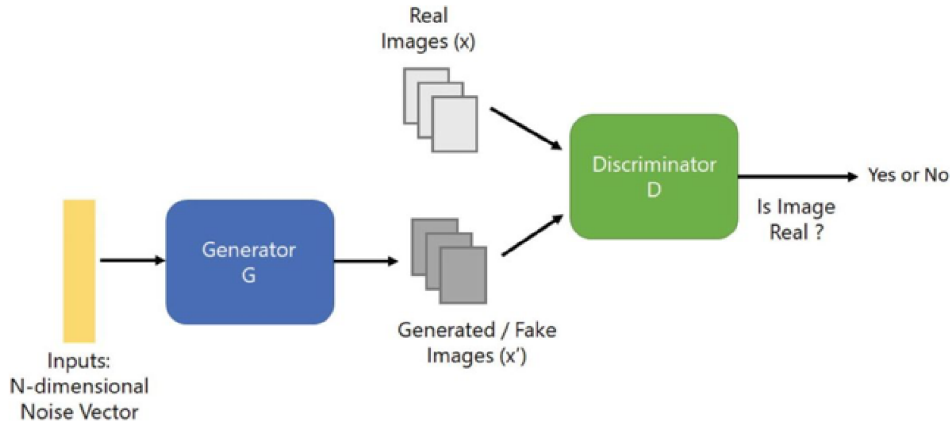 Real
Images (x)
Discriminator
D
Yes or No
Is Image
Real ?
Generator
G
Generated / Fake
Images (x')
Inputs:
N-dimensional
Noise Vector